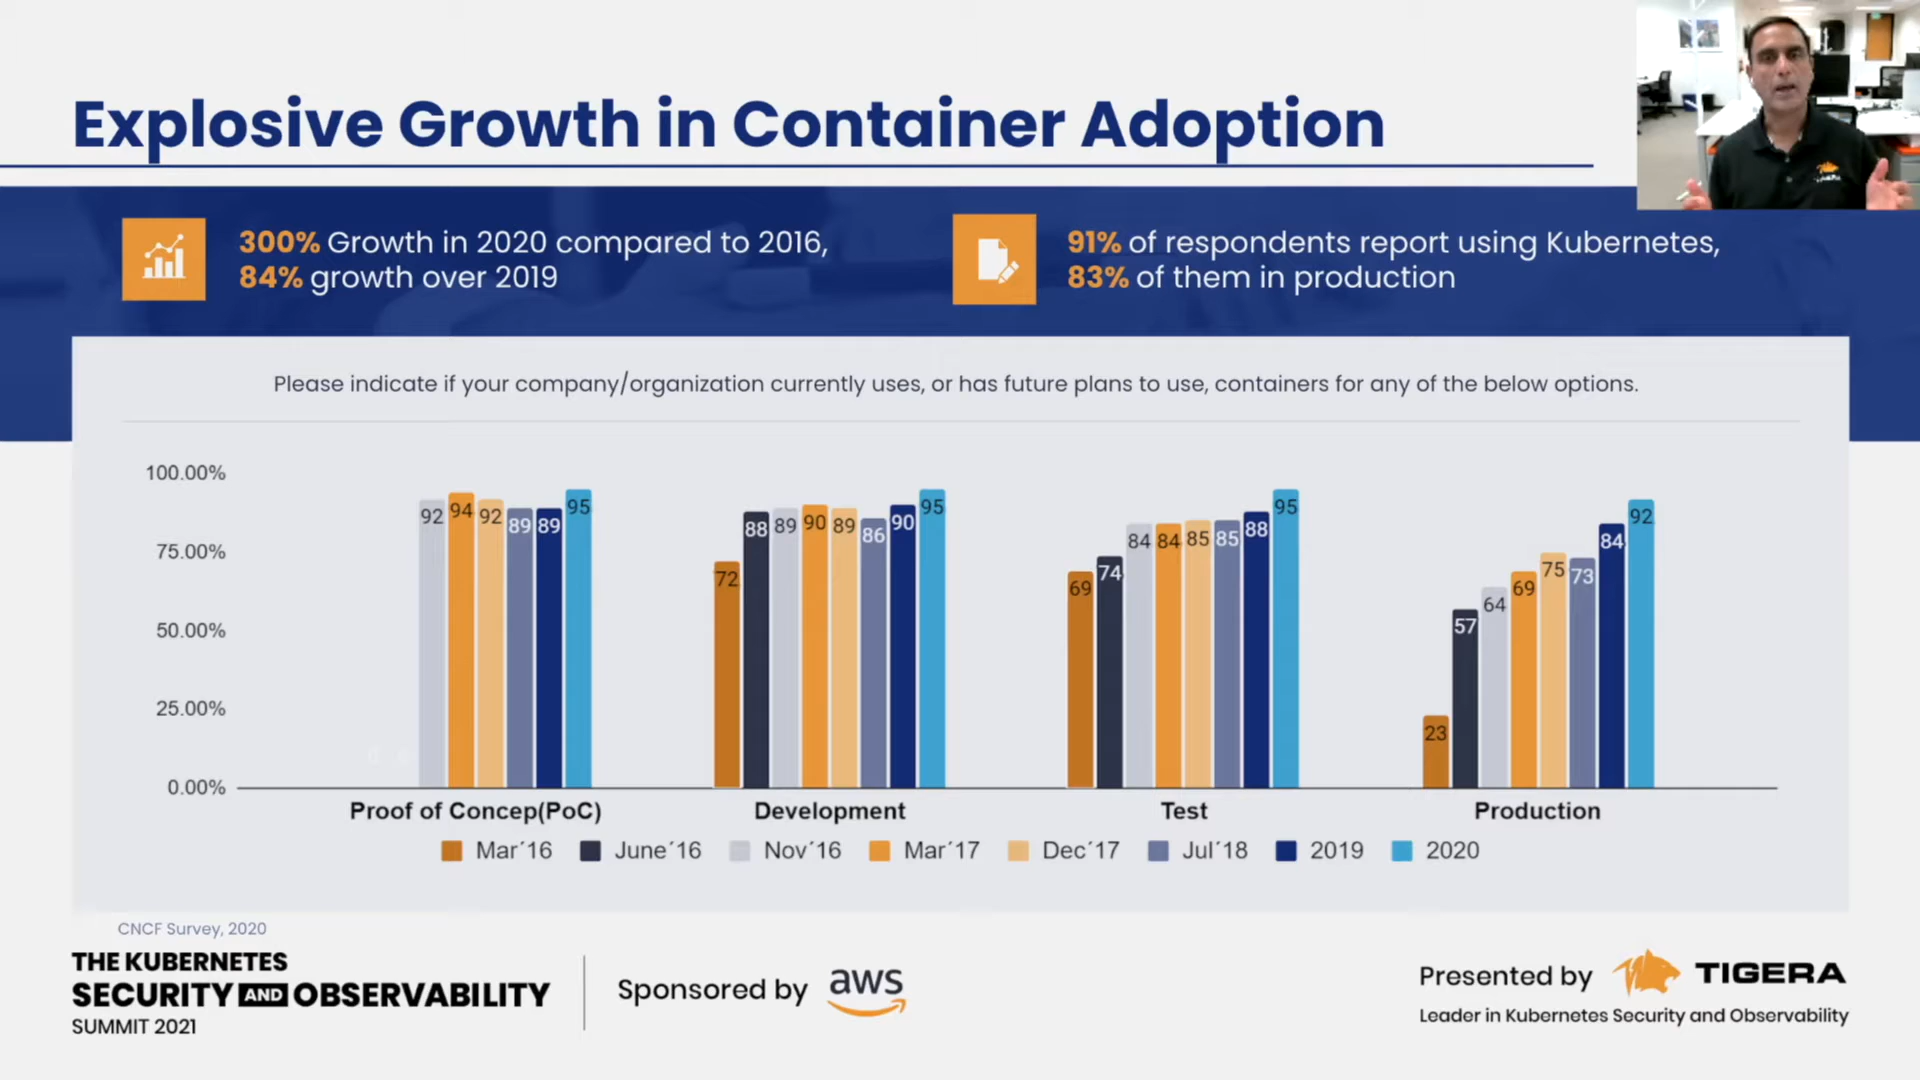 Explosive Growth in Container Adoption
300% Growth in 2020 compared to 2016,
84% growth over 2019
91% of respondents report using Kubernetes,
83% of them in production
Please indicate if your company/organization currently uses, or has future plans to use, containers for any of the below options.
100.00%
75.00%
50.00%
25.00%
0.00%
92 94 92 89 89 95
72 88 89 90 89 86 90 95
69 74 84 84 85 85 88 95
23 57 64 69 75 73 84 92
Proof of Concep(PoC) Development Test Production
Mar´16 June´16 Nov´16 Mar´17 Dec´17 Jul´18 2019 2020
CNCF Survey, 2020
THE KUBERNETES
SECURITY AND OBSERVABILITY
SUMMIT 2021
Sponsored by aws
Presented by TIGERA
Leader in Kubernetes Security and Observability